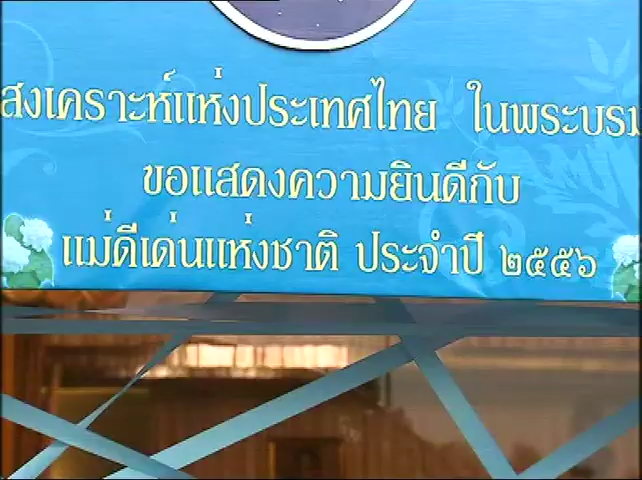 สงเคราะห์แห่งประเทศไทย ในพระบรม
ขอแสดงความยินดีกับ
แม่ดีเด่นแห่งชาติ ประจำปี ๒๕๕๖